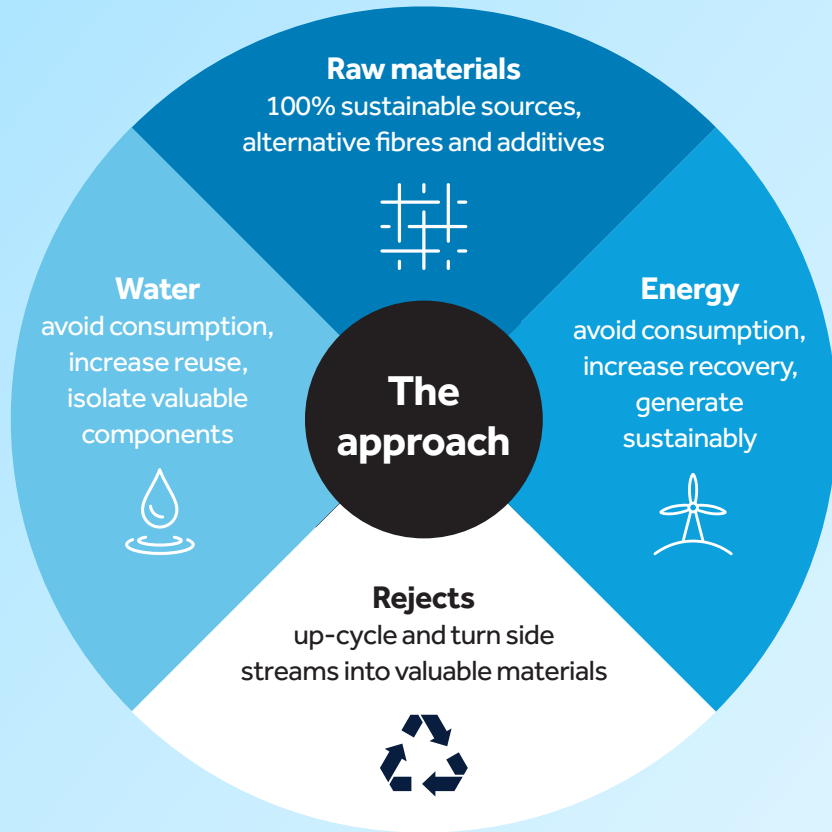 Raw materials
100% sustainable sources,
alternative fibres and additives
Water
avoid consumption,
increase reuse,
isolate valuable
components
The
approach
Energy
avoid consumption,
increase recovery,
generate
sustainably
Rejects
up-cycle and turn side
streams into valuable materials